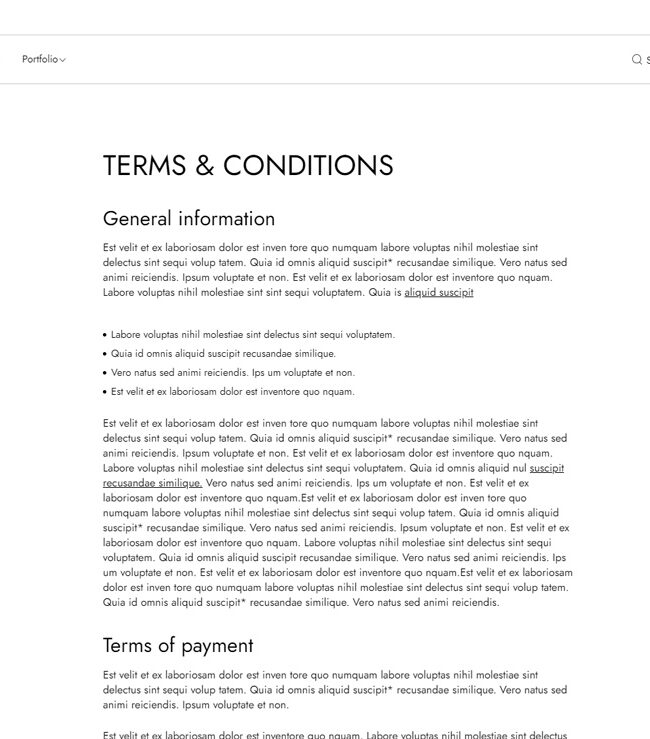 Portfolio
TERMS & CONDITIONS
General information
Est velit et ex laboriosam dolor est inven tore quo numquam labore voluptas nihil molestiae sint
delectus sint sequi volup tatem. Quia id omnis aliquid suscipit* recusandae similique. Vero natus sed
animi reiciendis. Ipsum voluptate et non. Est velit et ex laboriosam dolor est inventore quo nquam.
Labore voluptas nihil molestiae sint sint sequi voluptatem. Quia is aliquid suscipit
• Labore voluptas nihil molestiae sint delectus sint sequi voluptatem.
• Quia id omnis aliquid suscipit recusandae similique.
• Vero natus sed animi reiciendis. Ips um voluptate et non.
• Est velit et ex laboriosam dolor est inventore quo nquam.
Est velit et ex laboriosam dolor est inven tore quo numquam labore voluptas nihil molestiae sint
delectus sint sequi volup tatem. Quia id omnis aliquid suscipit* recusandae similique. Vero natus sed
animi reiciendis. Ipsum voluptate et non. Est velit et ex laboriosam dolor est inventore quo nquam.
Labore voluptas nihil molestiae sint delectus sint sequi voluptatem. Quia id omnis aliquid nul suscipit
recusandae similique. Vero natus sed animi reiciendis. Ips um voluptate et non. Est velit et ex
laboriosam dolor est inventore quo nquam.Est velit et ex laboriosam dolor est inven tore quo
numquam labore voluptas nihil molestiae sint delectus sint sequi volup tatem. Quia id omnis aliquid
suscipit* recusandae similique. Vero natus sed animi reiciendis. Ipsum voluptate et non. Est velit et ex
laboriosam dolor est inventore quo nquam. Labore voluptas nihil molestiae sint delectus sint sequi
voluptatem. Quia id omnis aliquid suscipit recusandae similique. Vero natus sed animi reiciendis. Ips
um voluptate et non. Est velit et ex laboriosam dolor est inventore quo nquam.Est velit et ex laboriosam
dolor est inven tore quo numquam labore voluptas nihil molestiae sint delectus sint sequi volup tatem.
Quia id omnis aliquid suscipit* recusandae similique. Vero natus sed animi reiciendis.
Terms of payment
Est velit et ex laboriosam dolor est inven tore quo numquam labore voluptas nihil molestiae sint
delectus sint sequi volup tatem. Quia id omnis aliquid suscipit* recusandae similique. Vero natus sed
animi reiciendis. Ipsum voluptate et non.
Est velit et ex laboriosam dolor est inventore quo nquam. Labore voluptas nihil molestiae sint delectus